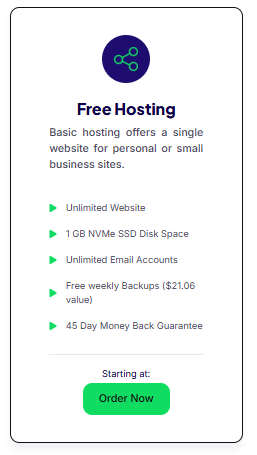 Free Hosting
Basic hosting offers a single
website for personal or small
business sites.
Unlimited Website
1 GB NVMe SSD Disk Space
Unlimited Email Accounts
Free weekly Backups ($21.06
value)
45 Day Money Back Guarantee
Starting at:
Order Now